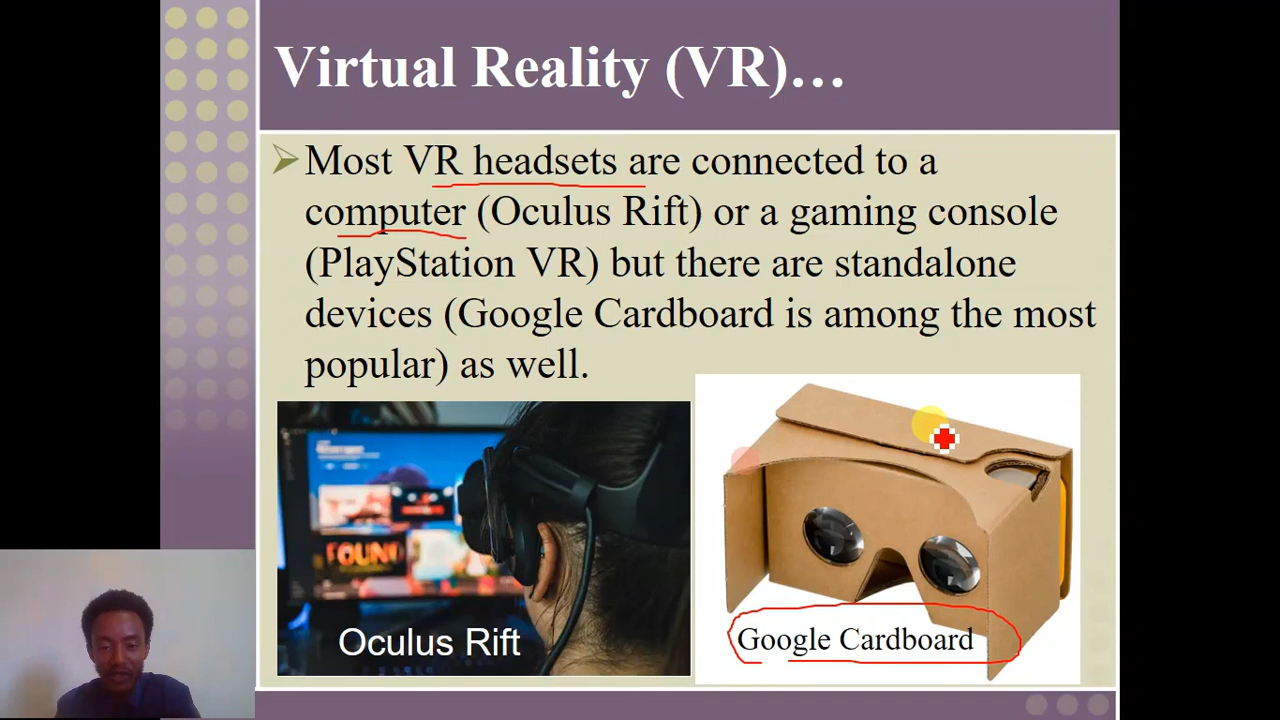 Virtual Reality (VR)…
Most VR headsets are connected to a
computer (Oculus Rift) or a gaming console
(PlayStation VR) but there are standalone
devices (Google Cardboard is among the most
popular) as well.
FOUN
Oculus Rift
Google Cardboard